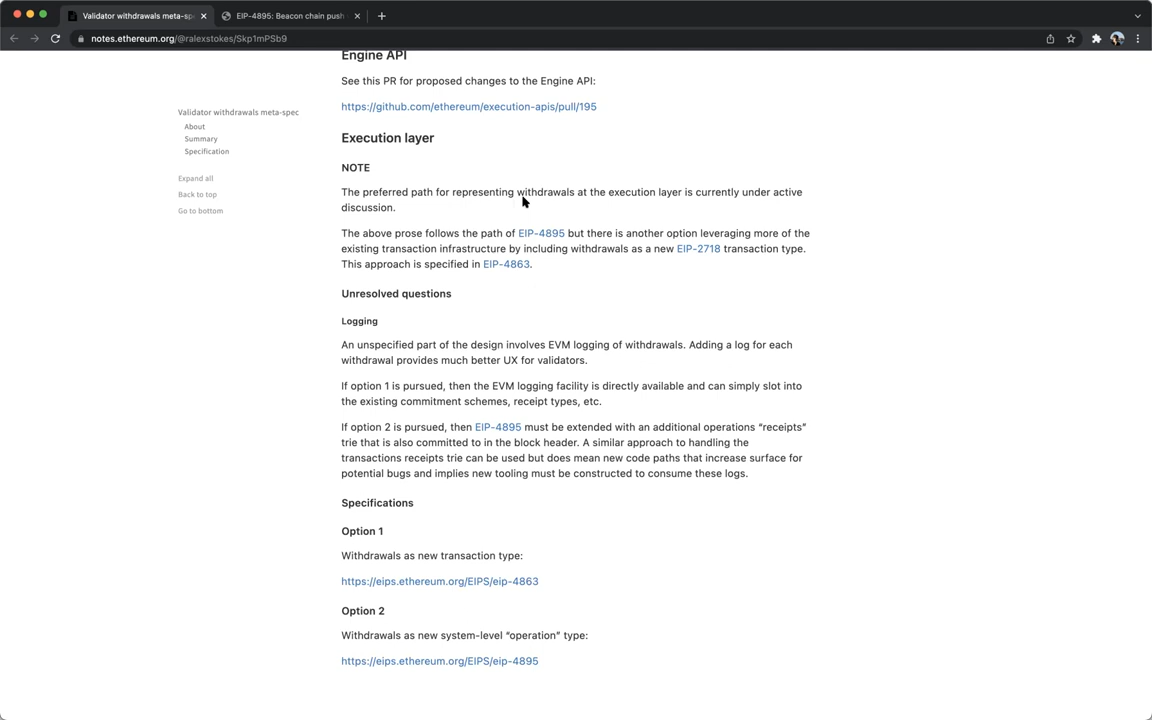 Validator withdrawals meta-sp
EIP-4895: Beacon chain push
notes.ethereum.org/@ralexstokes/Skp1mPSb9
Validator withdrawals meta-spec
About
Summary
Specification
Expand all
Back to top
Go to bottom
Engine API
See this PR for proposed changes to the Engine API:
https://github.com/ethereum/execution-apis/pull/195
Execution layer
NOTE
The preferred path for representing withdrawals at the execution layer is currently under active
discussion.
The above prose follows the path of EIP-4895 but there is another option leveraging more of the
existing transaction infrastructure by including withdrawals as a new EIP-2718 transaction type.
This approach is specified in EIP-4863.
Unresolved questions
Logging
An unspecified part of the design involves EVM logging of withdrawals. Adding a log for each
withdrawal provides much better UX for validators.
If option 1 is pursued, then the EVM logging facility is directly available and can simply slot into
the existing commitment schemes, receipt types, etc.
If option 2 is pursued, then EIP-4895 must be extended with an additional operations “receipts”
trie that is also committed to in the block header. A similar approach to handling the
transactions receipts trie can be used but does mean new code paths that increase surface for
potential bugs and implies new tooling must be constructed to consume these logs.
Specifications
Option 1
Withdrawals as new transaction type:
https://eips.ethereum.org/EIPS/eip-4863
Option 2
Withdrawals as new system-level “operation” type:
https://eips.ethereum.org/EIPS/eip-4895